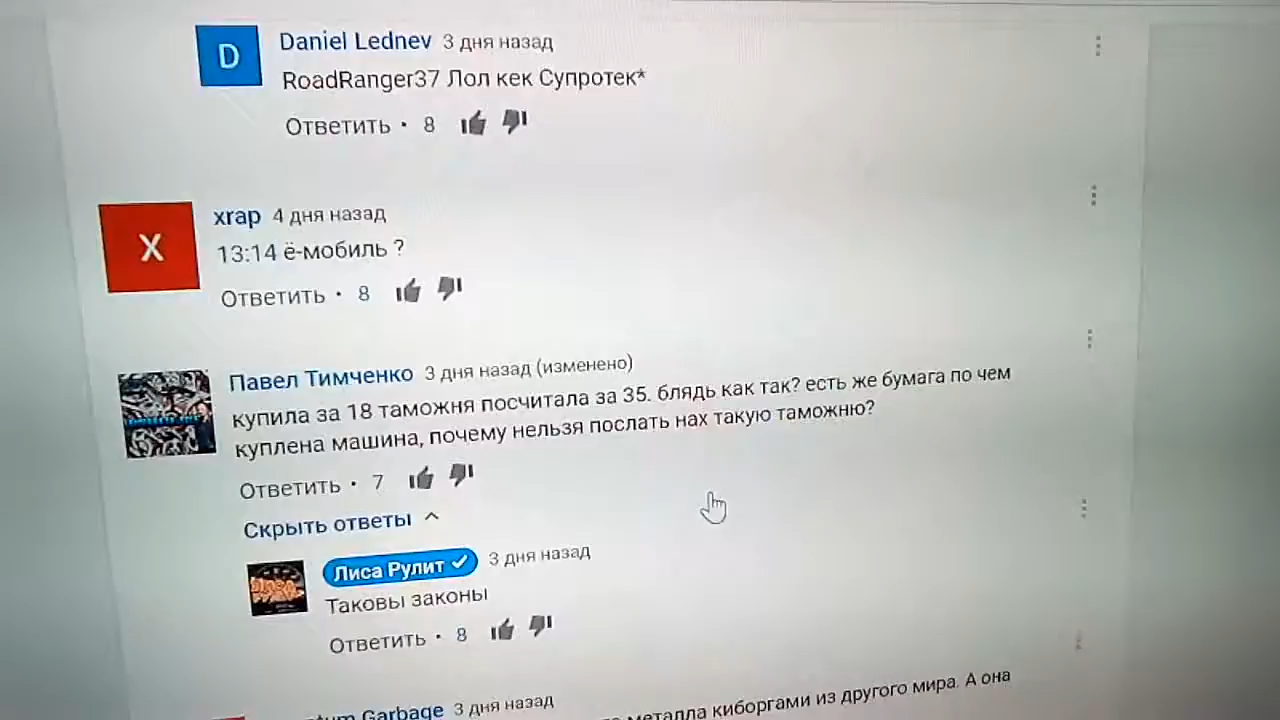 D
Daniel Lednev 3 дня назад
RoadRanger37 Лол кек Супротек*
Ответить · 8
X
xrap 4 дня назад
13:14 ё-мобиль ?
Ответить · 8
Павел Тимченко 3 дня назад (изменено)
купила за 18 таможня посчитала за 35. блядь как так? есть же бумага по чем
куплена машина, почему нельзя послать нах такую таможню?
Ответить · 7
Скрыть ответы
Лиса Рулит 3 дня назад
Таковы законы
Ответить · 8
Garbage 3 дня назад
металла киборгами из другого мира. А она